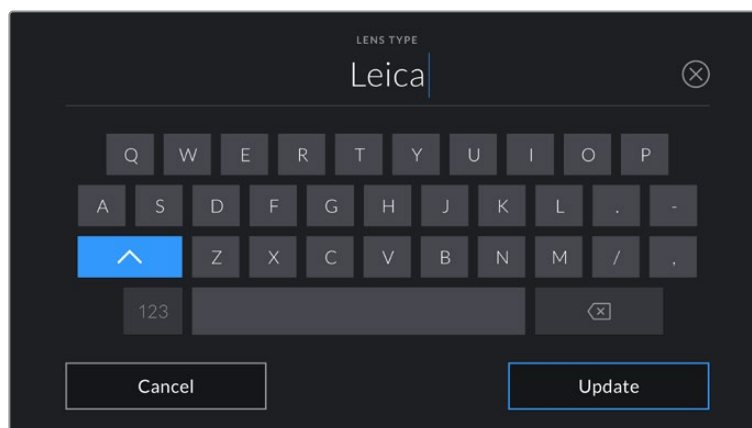 LENS TYPE
Leica
Q W E R T Y U I O P
A S D F G H J K L . -
Z X C V B N M / ,
123
Cancel Update